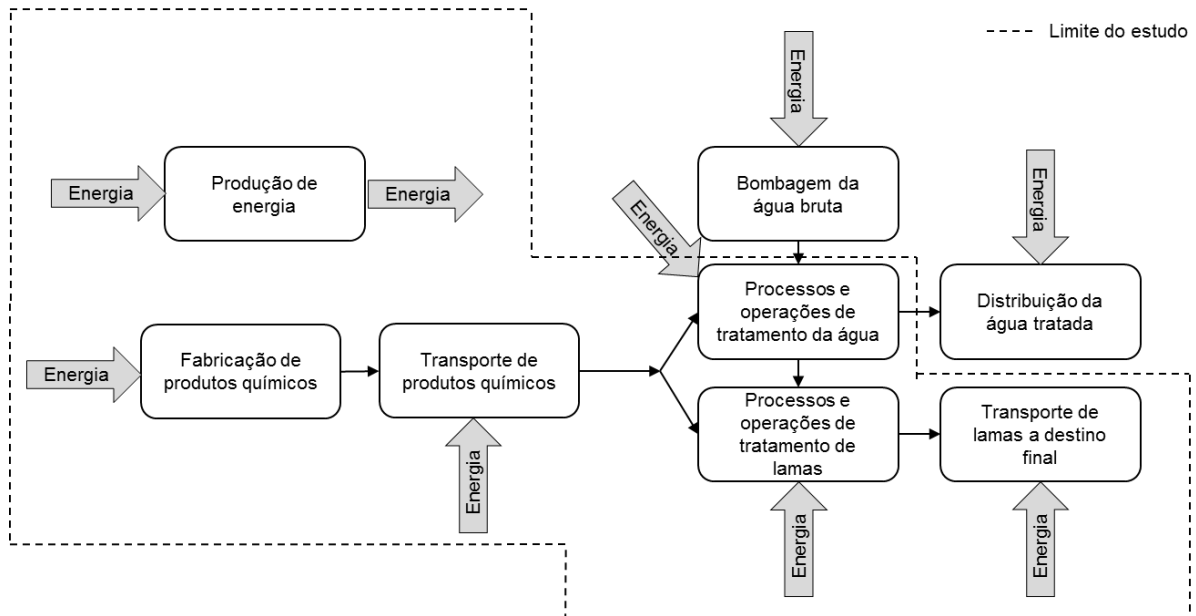 Limite do estudo
Energia
Energia
Produção de
energia
Energia
Bombagem da
água bruta
Energia
Energia
Processos e
operações de
tratamento da água
Distribuição da
água tratada
Energia
Fabricação de
produtos químicos
Transporte de
produtos químicos
Energia
Processos e
operações de
tratamento de
lamas
Transporte de
lamas a destino
final
Energia
Energia
Energia